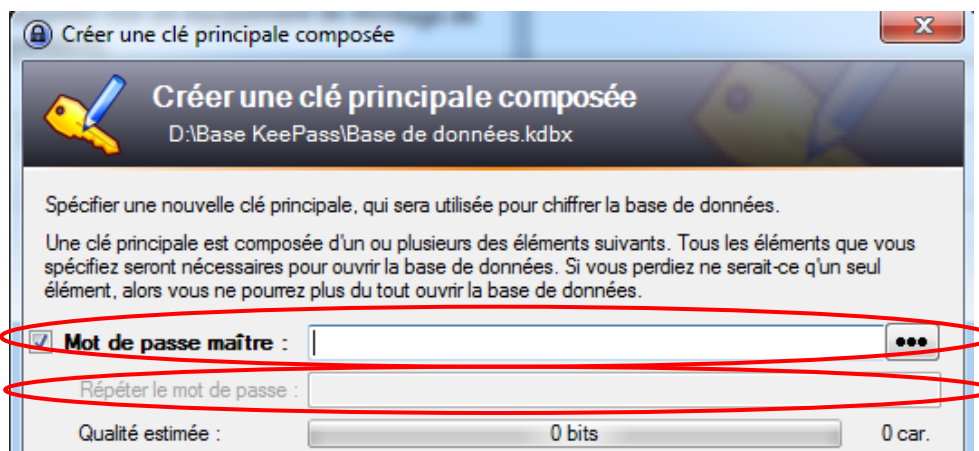 Créer une clé principale composée
Créer une clé principale composée
D:\Base KeePass\Base de données.kdbx
Spécifier une nouvelle clé principale, qui sera utilisée pour chiffrer la base de données.
Une clé principale est composée d'un ou plusieurs des éléments suivants. Tous les éléments que vous
spécifiez seront nécessaires pour ouvrir la base de données. Si vous perdiez ne serait-ce q'un seul
élément, alors vous ne pourrez plus du tout ouvrir la base de données.
Mot de passe maître :
Répéter le mot de passe :
Qualité estimée : 0 bits 0 car.